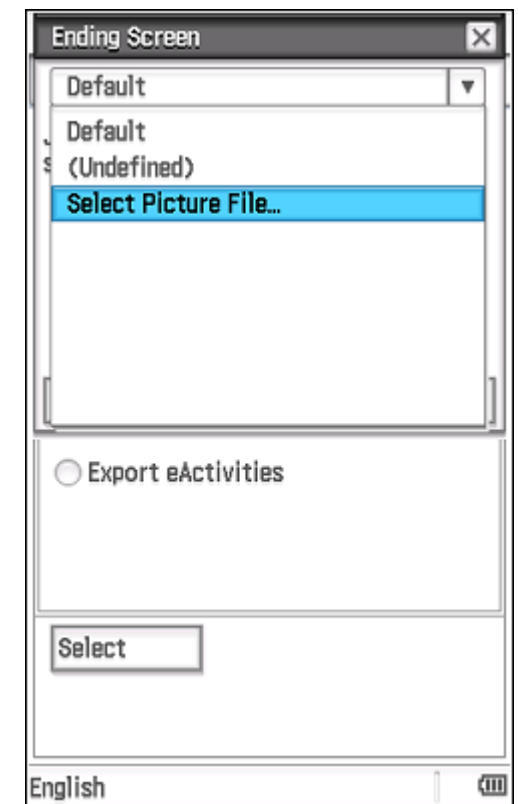 Ending Screen
Default
Default
(Undefined)
Select Picture File...
Export eActivities
Select
English